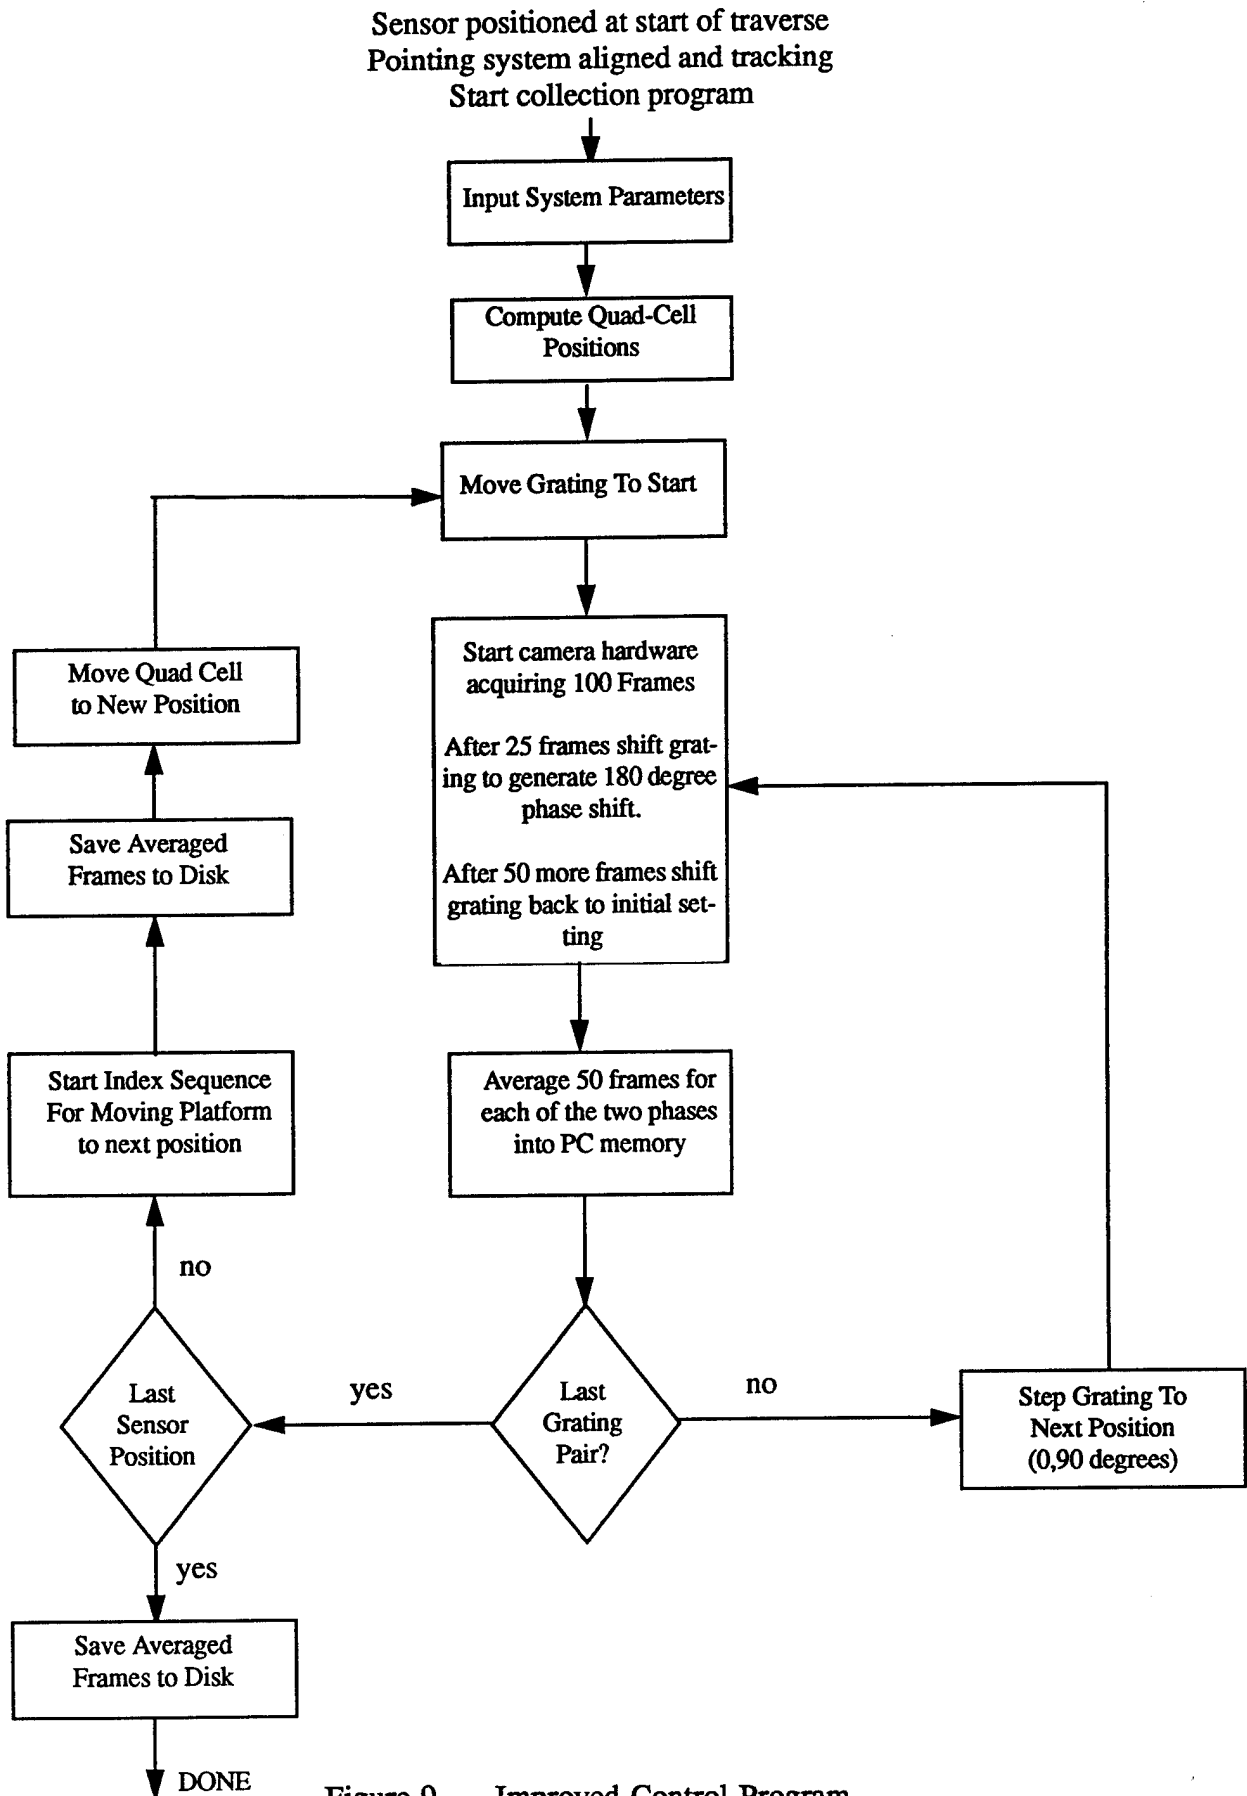 Sensor positioned at start of traverse
Pointing system aligned and tracking
Start collection program
Input System Parameters
Compute Quad-Cell
Positions
Move Grating To Start
Start camera hardware
acquiring 100 Frames
After 25 frames shift grat-
ing to generate 180 degree
phase shift.
After 50 more frames shift
grating back to initial set-
ting
Move Quad Cell
to New Position
Save Averaged
Frames to Disk
Start Index Sequence
For Moving Platform
to next position
Average 50 frames for
each of the two phases
into PC memory
no
Last
Sensor
Position
yes
Last
Grating
Pair?
no
Step Grating To
Next Position
(0,90 degrees)
yes
Save Averaged
Frames to Disk
DONE
Figure 9 Improved Control Program